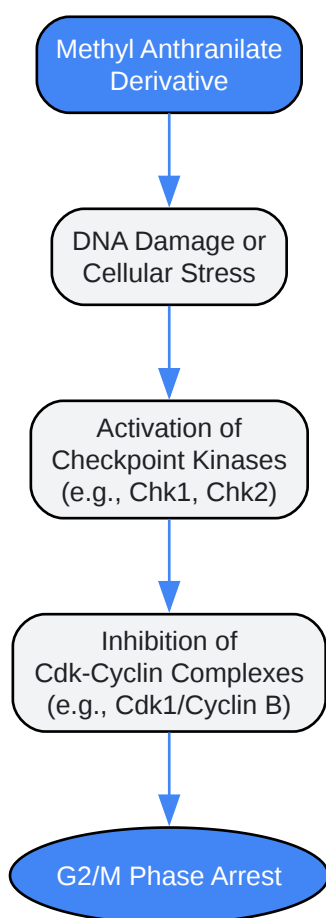 Methyl Anthranilate
Derivative
DNA Damage or
Cellular Stress
Activation of
Checkpoint Kinases
(e.g., Chk1, Chk2)
Inhibition of
Cdk-Cyclin Complexes
(e.g., Cdk1/Cyclin B)
G2/M Phase Arrest